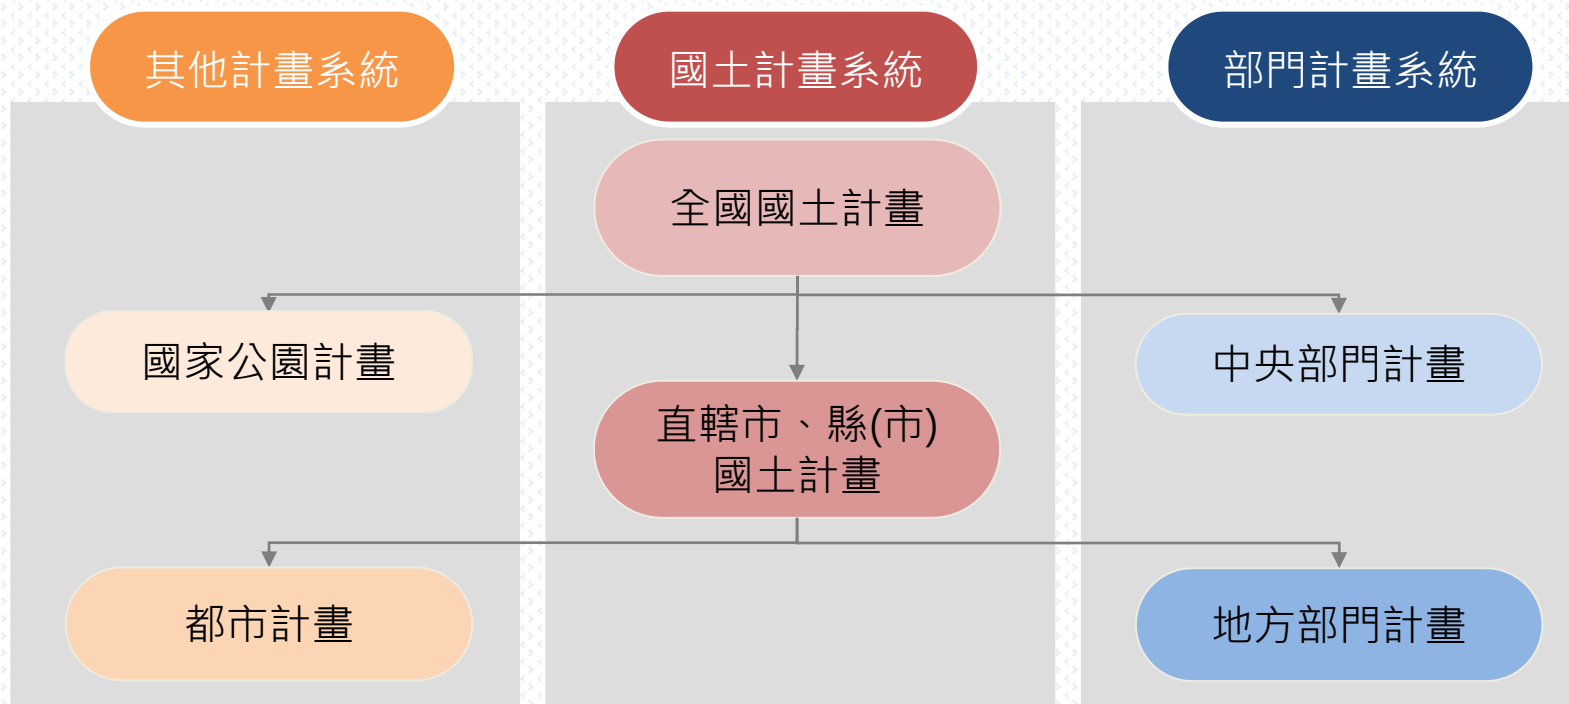 其他計畫系統
國土計畫系統
部門計畫系統
全國國土計畫
國家公園計畫
中央部門計畫
直轄市、縣(市)
國土計畫
都市計畫
地方部門計畫